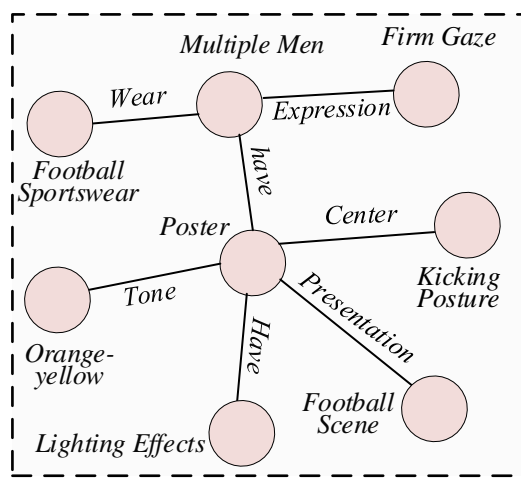 Firm Gaze
Multiple Men
Wear
Expression
Football
Sportswear
have
Poster
Center
Kicking
Posture
Tone
Presentation
Orange-
yellow
Have
Football
Scene
Lighting Effects